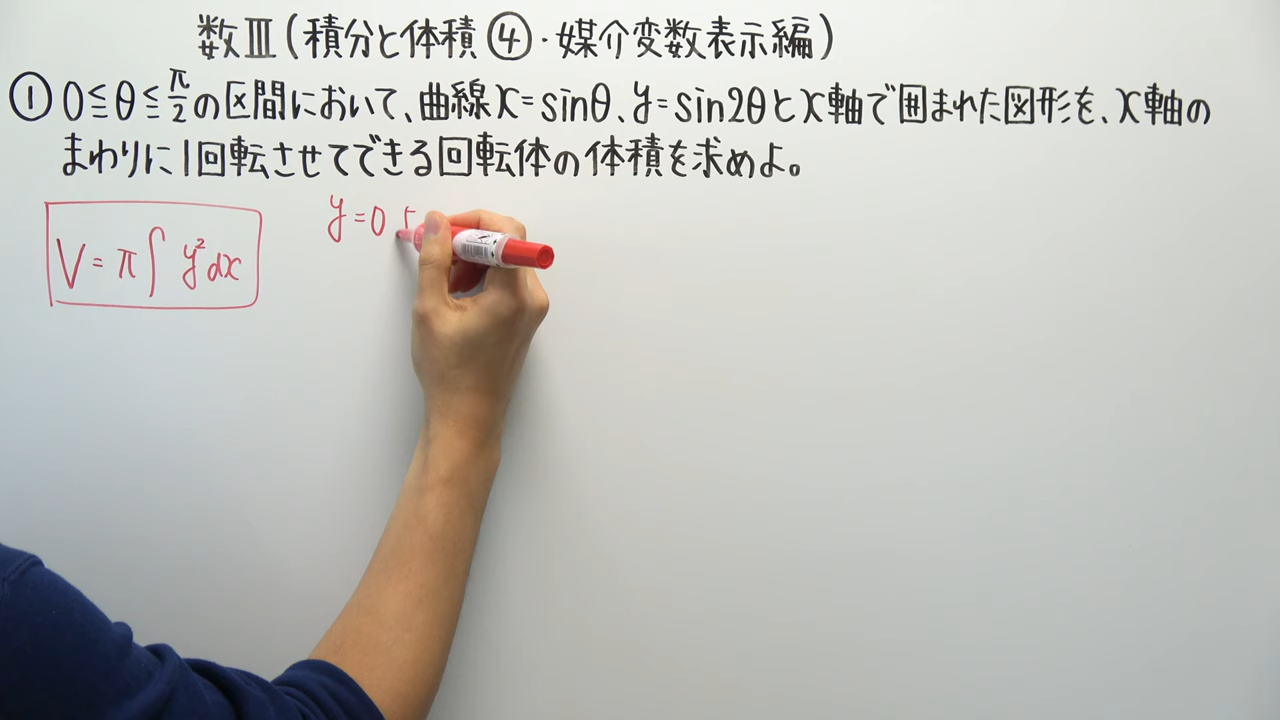 数Ⅲ(積分と体積④・媒介変数表示編)
① 0≦θ≦π/2の区間において、曲線x=sinθ、y=sin2θとx軸で囲まれた図形を、x軸の
まわりに1回転させてできる回転体の体積を求めよ。
V=π∫y²dx
y=0